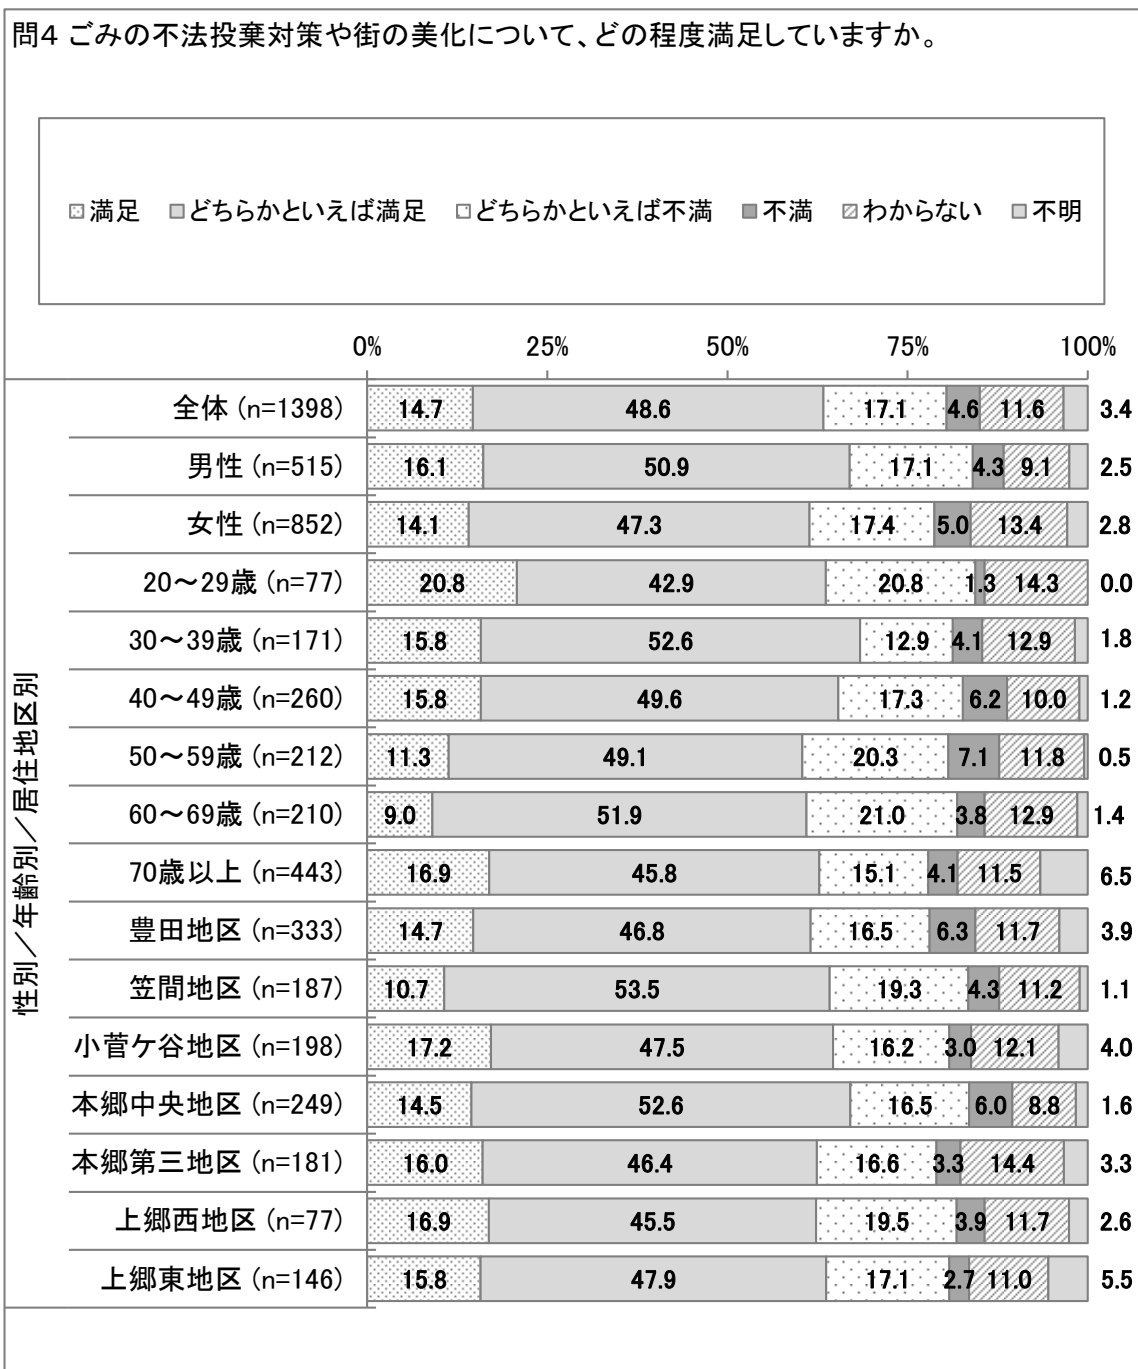 問4 ごみの不法投棄対策や街の美化について、どの程度満足していますか。
満足 どちらかといえば満足 どちらかといえば不満 不満 わからない 不明
0% 25% 50% 75% 100%
性別／年齢別／居住地区別
全体 (n=1398) 14.7 48.6 17.1 4.6 11.6 3.4
男性 (n=515) 16.1 50.9 17.1 4.3 9.1 2.5
女性 (n=852) 14.1 47.3 17.4 5.0 13.4 2.8
20～29歳 (n=77) 20.8 42.9 20.8 1.3 14.3 0.0
30～39歳 (n=171) 15.8 52.6 12.9 4.1 12.9 1.8
40～49歳 (n=260) 15.8 49.6 17.3 6.2 10.0 1.2
50～59歳 (n=212) 11.3 49.1 20.3 7.1 11.8 0.5
60～69歳 (n=210) 9.0 51.9 21.0 3.8 12.9 1.4
70歳以上 (n=443) 16.9 45.8 15.1 4.1 11.5 6.5
豊田地区 (n=333) 14.7 46.8 16.5 6.3 11.7 3.9
笠間地区 (n=187) 10.7 53.5 19.3 4.3 11.2 1.1
小菅ケ谷地区 (n=198) 17.2 47.5 16.2 3.0 12.1 4.0
本郷中央地区 (n=249) 14.5 52.6 16.5 6.0 8.8 1.6
本郷第三地区 (n=181) 16.0 46.4 16.6 3.3 14.4 3.3
上郷西地区 (n=77) 16.9 45.5 19.5 3.9 11.7 2.6
上郷東地区 (n=146) 15.8 47.9 17.1 2.7 11.0 5.5